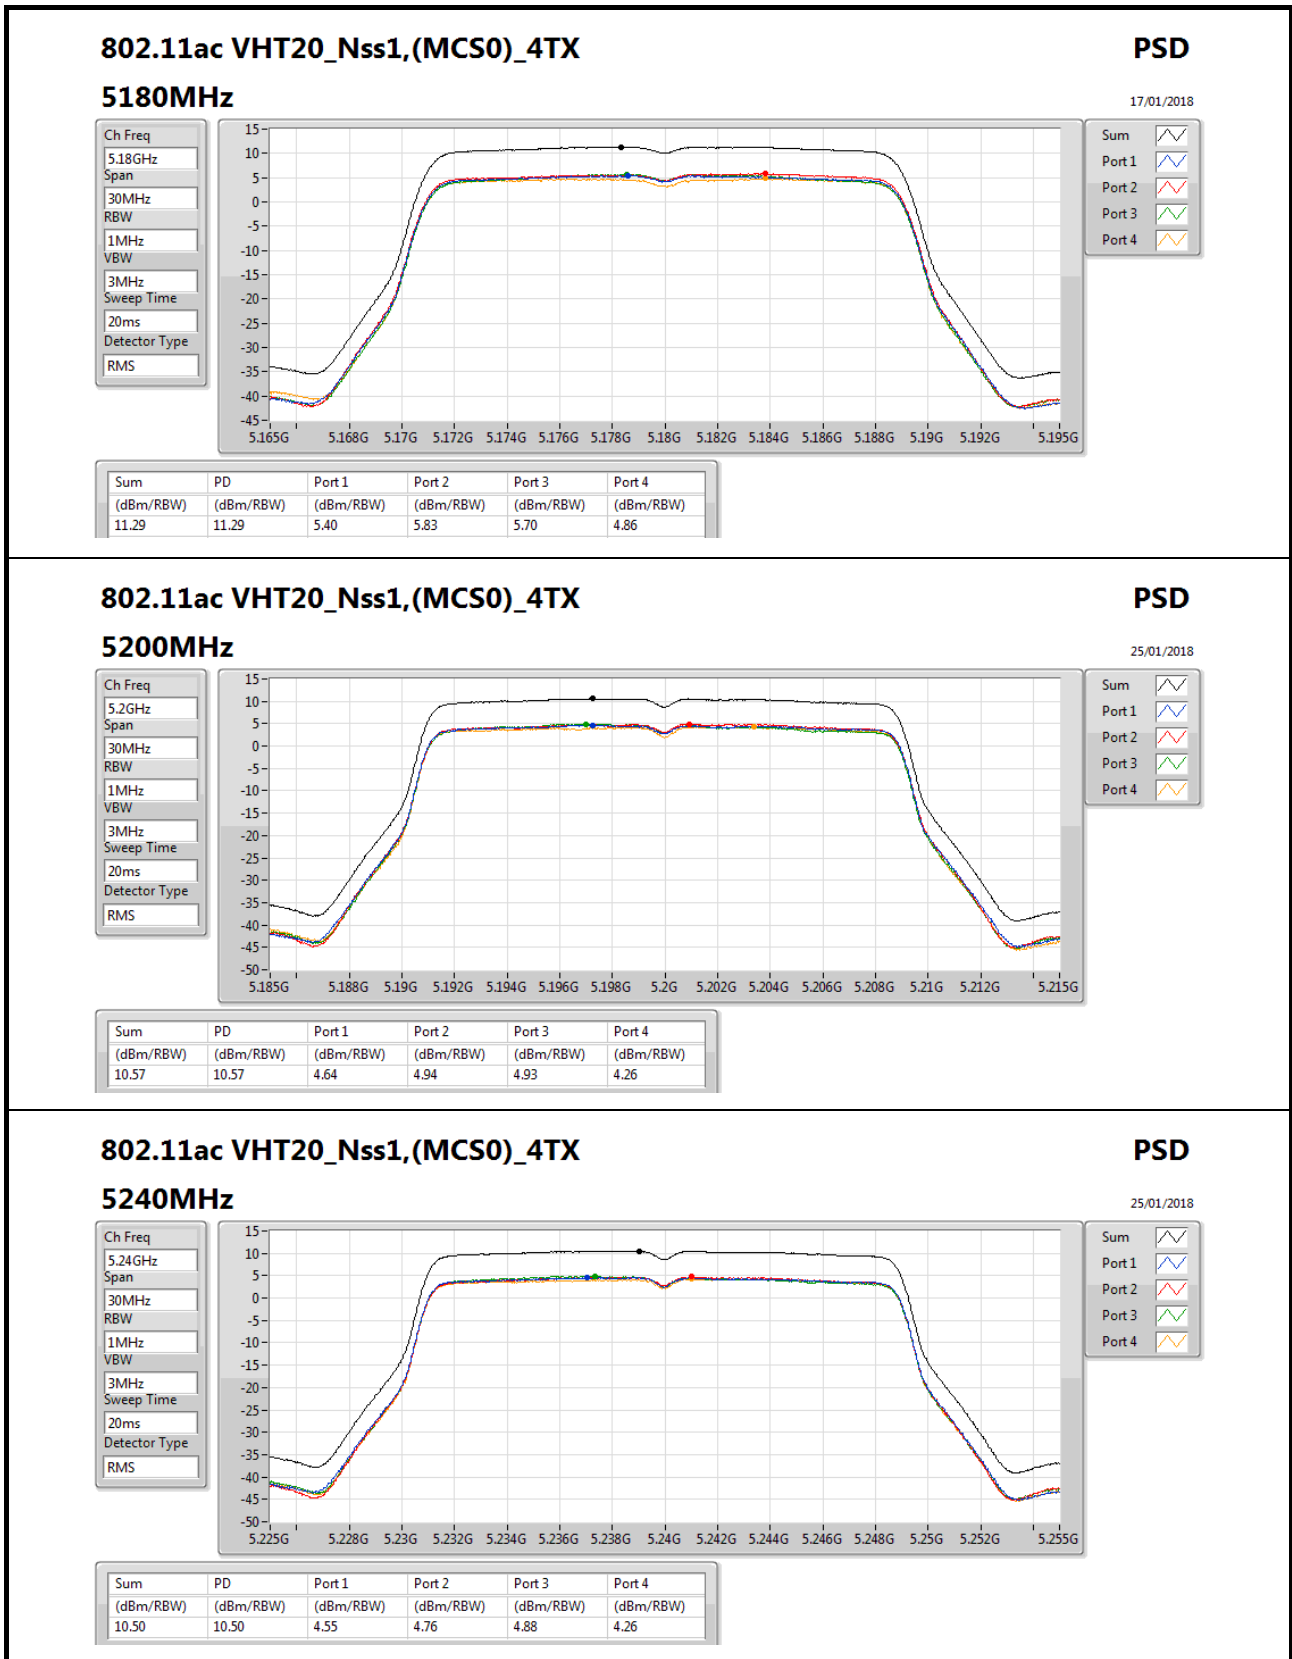 802.11ac VHT20_Nss1,(MCS0)_4TX PSD
5180MHz 17/01/2018
Ch Freq
5.18GHz
Span
30MHz
RBW
1MHz
VBW
3MHz
Sweep Time
20ms
Detector Type
RMS
15
10
5
0
-5
-10
-15
-20
-25
-30
-35
-40
-45
5.165G 5.168G 5.17G 5.172G 5.174G 5.176G 5.178G 5.18G 5.182G 5.184G 5.186G 5.188G 5.19G 5.192G 5.195G
Sum
Port 1
Port 2
Port 3
Port 4
Sum PD Port 1 Port 2 Port 3 Port 4
(dBm/RBW) (dBm/RBW) (dBm/RBW) (dBm/RBW) (dBm/RBW) (dBm/RBW)
11.29 11.29 5.40 5.83 5.70 4.86
802.11ac VHT20_Nss1,(MCS0)_4TX PSD
5200MHz 25/01/2018
Ch Freq
5.2GHz
Span
30MHz
RBW
1MHz
VBW
3MHz
Sweep Time
20ms
Detector Type
RMS
15
10
5
0
-5
-10
-15
-20
-25
-30
-35
-40
-45
-50
5.185G 5.188G 5.19G 5.192G 5.194G 5.196G 5.198G 5.2G 5.202G 5.204G 5.206G 5.208G 5.21G 5.212G 5.215G
Sum
Port 1
Port 2
Port 3
Port 4
Sum PD Port 1 Port 2 Port 3 Port 4
(dBm/RBW) (dBm/RBW) (dBm/RBW) (dBm/RBW) (dBm/RBW) (dBm/RBW)
10.57 10.57 4.64 4.94 4.93 4.26
802.11ac VHT20_Nss1,(MCS0)_4TX PSD
5240MHz 25/01/2018
Ch Freq
5.24GHz
Span
30MHz
RBW
1MHz
VBW
3MHz
Sweep Time
20ms
Detector Type
RMS
15
10
5
0
-5
-10
-15
-20
-25
-30
-35
-40
-45
-50
5.225G 5.228G 5.23G 5.232G 5.234G 5.236G 5.238G 5.24G 5.242G 5.244G 5.246G 5.248G 5.25G 5.252G 5.255G
Sum
Port 1
Port 2
Port 3
Port 4
Sum PD Port 1 Port 2 Port 3 Port 4
(dBm/RBW) (dBm/RBW) (dBm/RBW) (dBm/RBW) (dBm/RBW) (dBm/RBW)
10.50 10.50 4.55 4.76 4.88 4.26